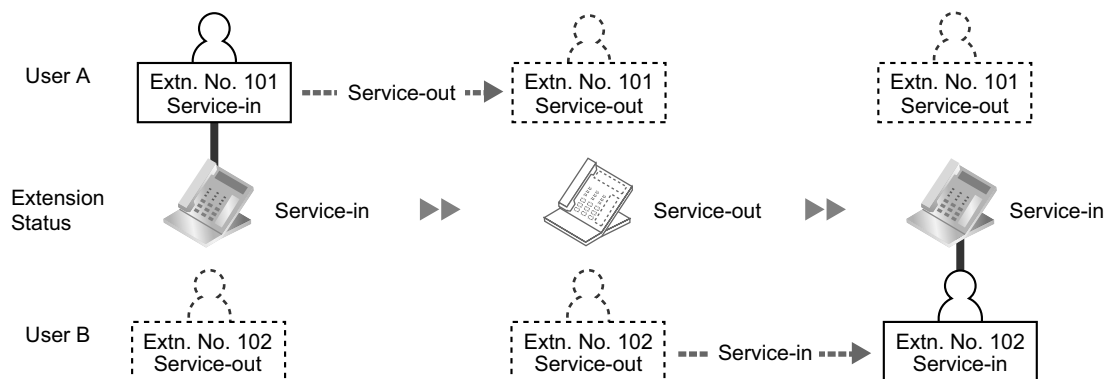 User A
Extn. No. 101
Service-in
Service-out
Extn. No. 101
Service-out
Extn. No. 101
Service-out
Extension
Status
Service-in
Service-out
Service-in
User B
Extn. No. 102
Service-out
Extn. No. 102
Service-out
Service-in
Extn. No. 102
Service-in